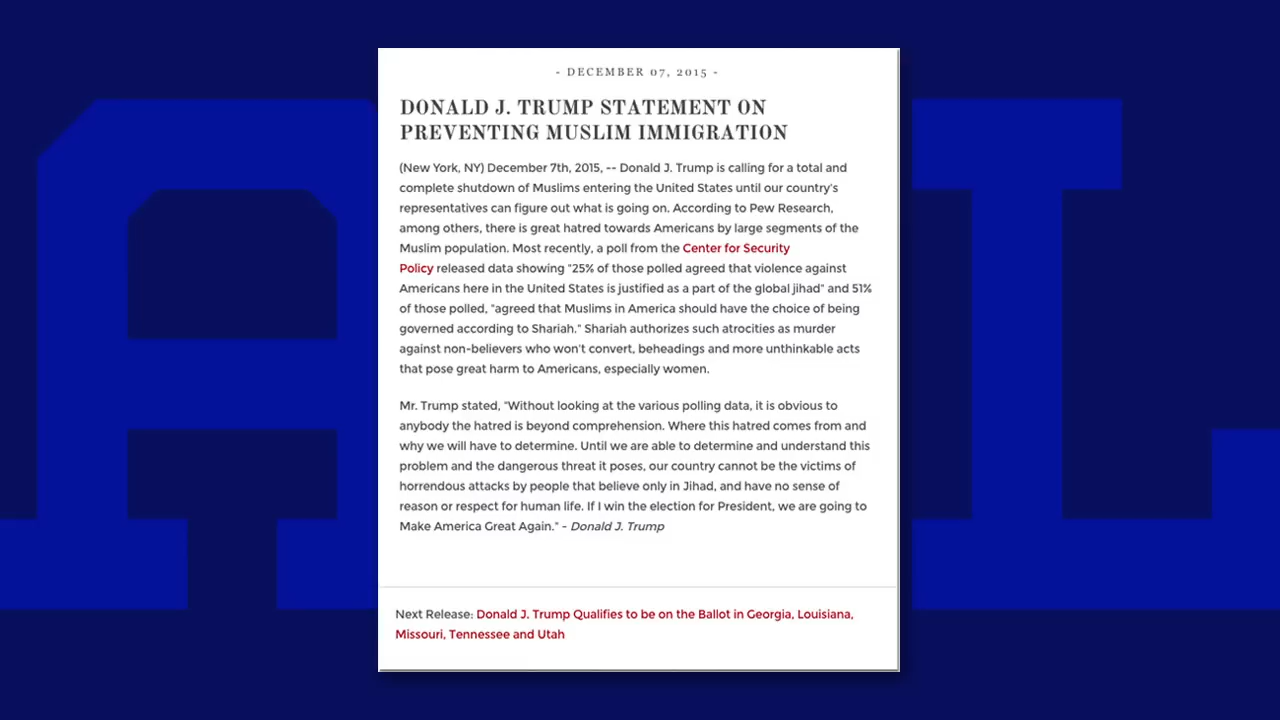 - DECEMBER 07, 2015 -
DONALD J. TRUMP STATEMENT ON
PREVENTING MUSLIM IMMIGRATION
(New York, NY) December 7th, 2015, -- Donald J. Trump is calling for a total and
complete shutdown of Muslims entering the United States until our country's
representatives can figure out what is going on. According to Pew Research,
among others, there is great hatred towards Americans by large segments of the
Muslim population. Most recently, a poll from the Center for Security
Policy released data showing "25% of those polled agreed that violence against
Americans here in the United States is justified as a part of the global jihad" and 51%
of those polled, "agreed that Muslims in America should have the choice of being
governed according to Shariah." Shariah authorizes such atrocities as murder
against non-believers who won't convert, beheadings and more unthinkable acts
that pose great harm to Americans, especially women.
Mr. Trump stated, "Without looking at the various polling data, it is obvious to
anybody the hatred is beyond comprehension. Where this hatred comes from and
why we will have to determine. Until we are able to determine and understand this
problem and the dangerous threat it poses, our country cannot be the victims of
horrendous attacks by people that believe only in Jihad, and have no sense of
reason or respect for human life. If I win the election for President, we are going to
Make America Great Again." - Donald J. Trump
Next Release: Donald J. Trump Qualifies to be on the Ballot in Georgia, Louisiana,
Missouri, Tennessee and Utah